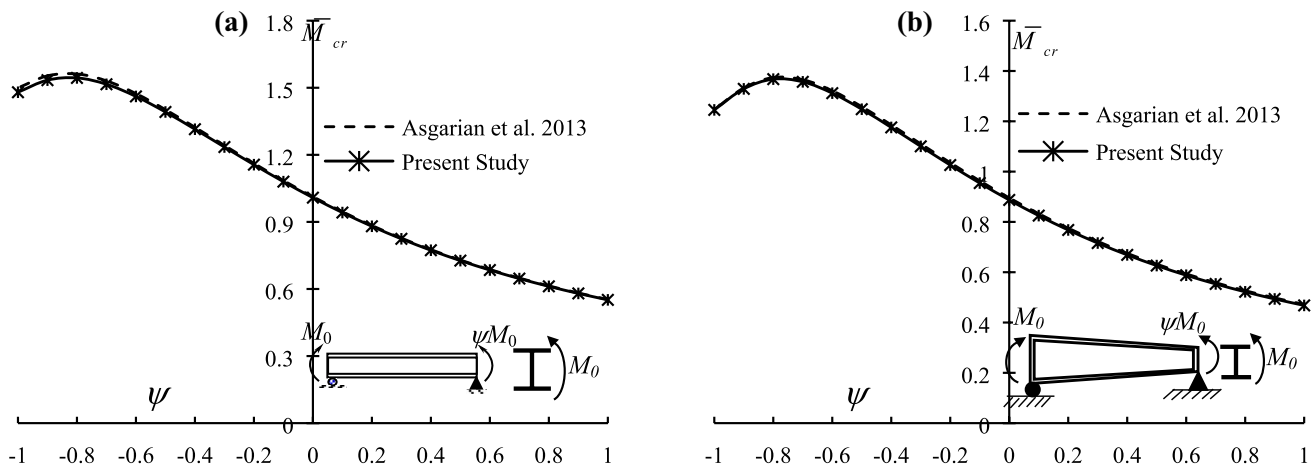 (a)
1.8
M̅cr
1.5
Asgarian et al. 2013
1.2
Present Study
0.9
0.6
M0
ψM0
M0
0.3
ψ
0
-1 -0.8 -0.6 -0.4 -0.2 0 0.2 0.4 0.6 0.8 1
(b)
1.6
M̅cr
1.4
1.2
Asgarian et al. 2013
Present Study
1
0.8
0.6
0.4
M0
ψM0
M0
0.2
ψ
0
-1 -0.8 -0.6 -0.4 -0.2 0 0.2 0.4 0.6 0.8 1